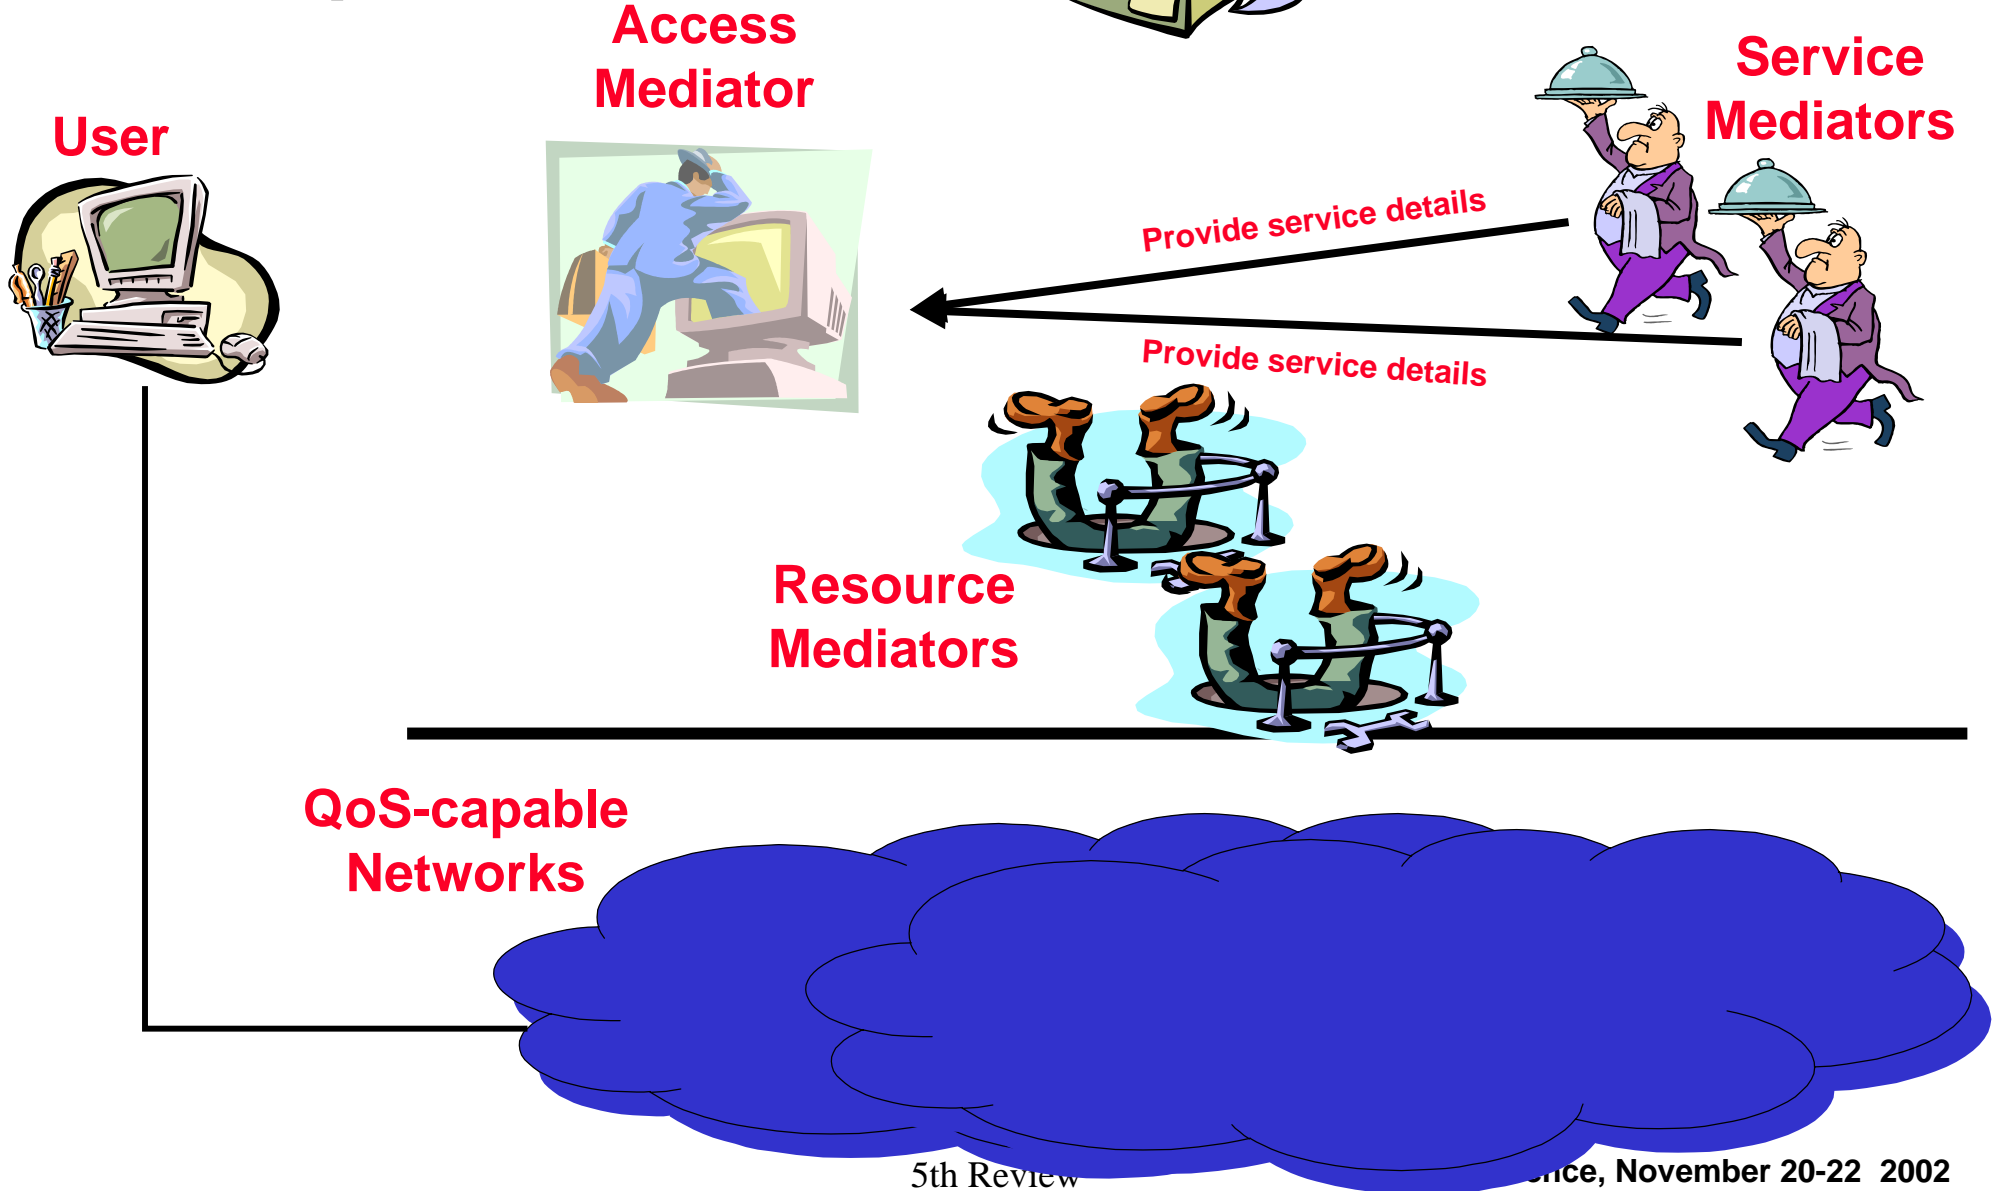 Access
Mediator
Service
Mediators
User
Provide service details
Provide service details
Resource
Mediators
QoS-capable
Networks
5th Review
November 20-22 2002